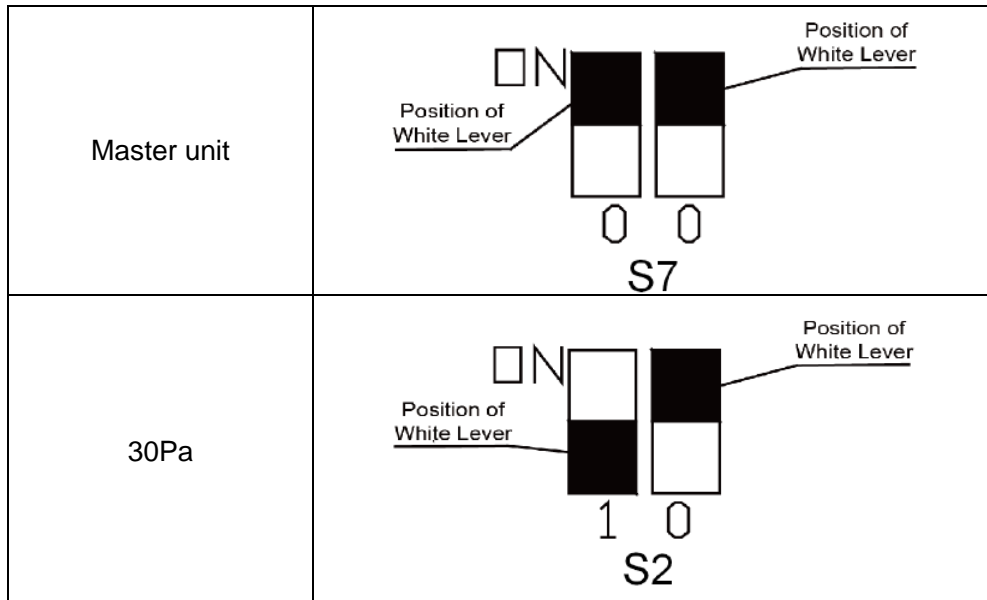 Master unit
ON
Position of
White Lever
Position of
White Lever
0 0
S7
30Pa
ON
Position of
White Lever
Position of
White Lever
1 0
S2